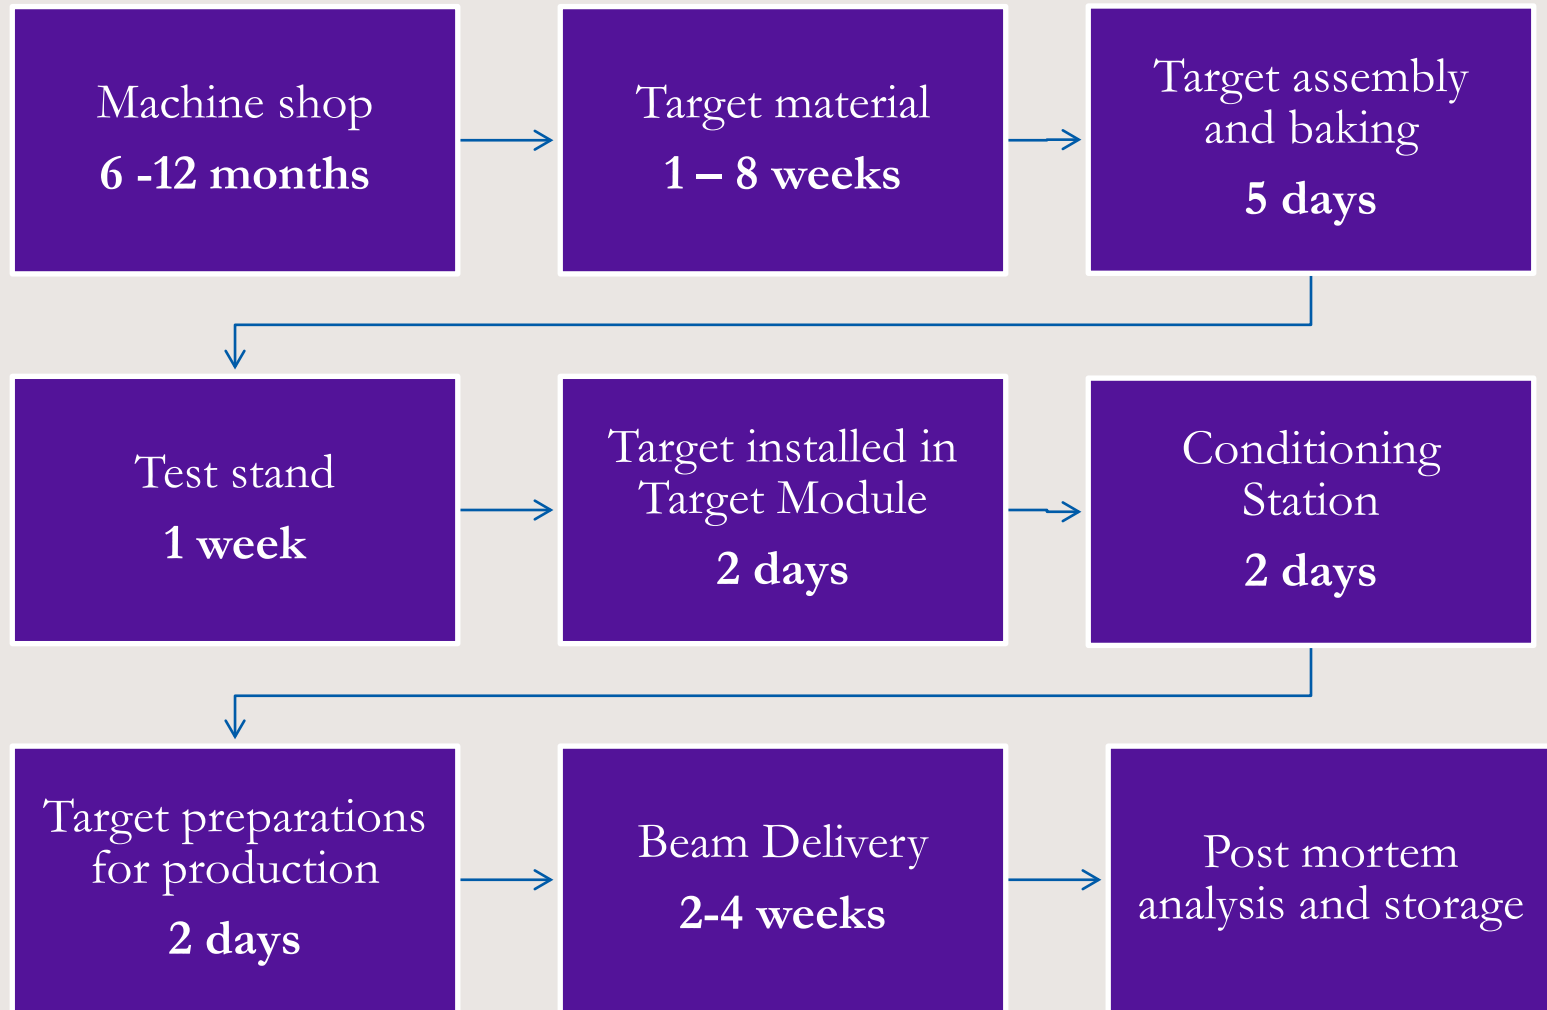 Machine shop
6 -12 months
Target material
1 – 8 weeks
Target assembly
and baking
5 days
Test stand
1 week
Target installed in
Target Module
2 days
Conditioning
Station
2 days
Target preparations
for production
2 days
Beam Delivery
2-4 weeks
Post mortem
analysis and storage